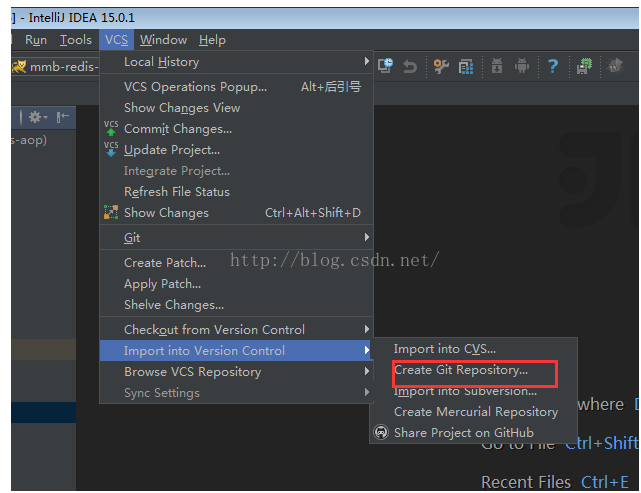 ] - IntelliJ IDEA 15.0.1
Run Tools VCS Window Help
mmb-redis-
Local History
VCS Operations Popup... Alt+后引号
Show Changes View
VCS Commit Changes...
VCS Update Project...
Integrate Project...
Refresh File Status
Show Changes Ctrl+Alt+Shift+D
s-aop)
Git
http://blog.csdn.net/
Create Patch...
Apply Patch...
Shelve Changes...
Checkout from Version Control
Import into Version Control
Browse VCS Repository
Sync Settings
Import into CVS...
Create Git Repository...
Import into Subversion...
Create Mercurial Repository
Share Project on GitHub
where D
Go to File Ctrl+Shift
Recent Files Ctrl+E